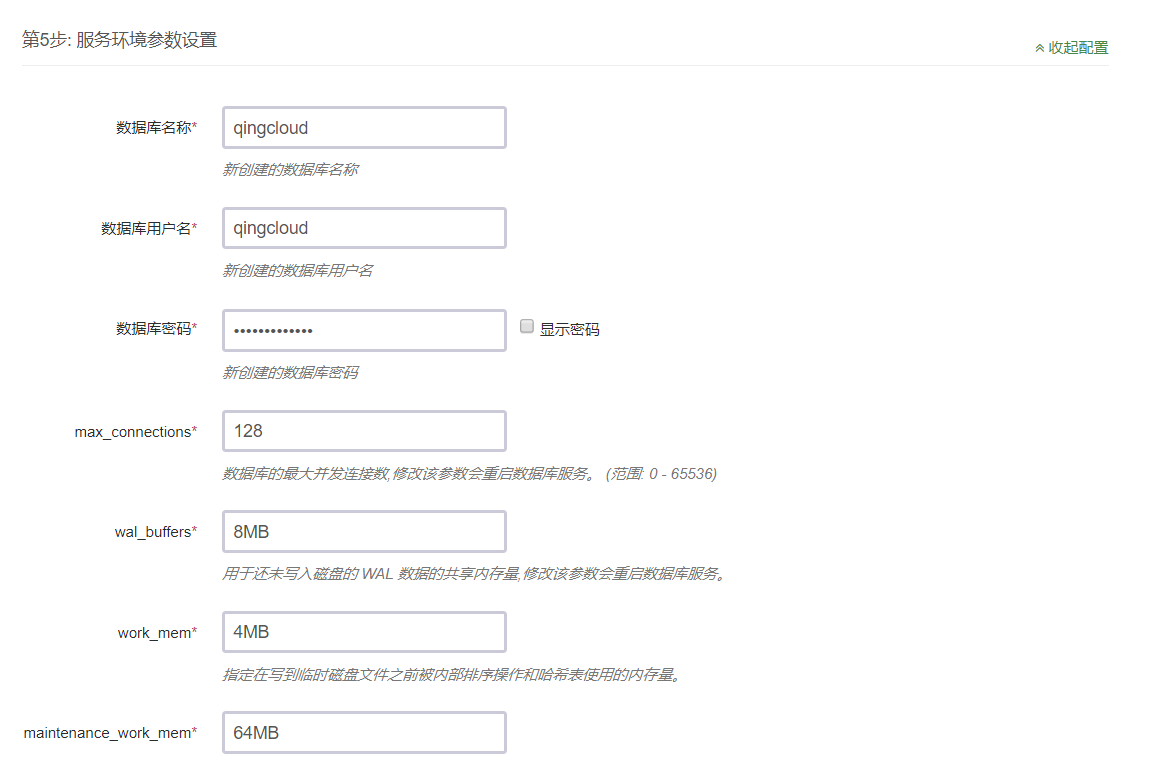 第5步: 服务环境参数设置
收起配置
数据库名称*
qingcloud
新创建的数据库名称
数据库用户名*
qingcloud
新创建的数据库用户名
数据库密码*
•••••••••••••
显示密码
新创建的数据库密码
max_connections*
128
数据库的最大并发连接数,修改该参数会重启数据库服务。 (范围: 0 - 65536)
wal_buffers*
8MB
用于还未写入磁盘的 WAL 数据的共享内存量,修改该参数会重启数据库服务。
work_mem*
4MB
指定在写到临时磁盘文件之前被内部排序操作和哈希表使用的内存量。
maintenance_work_mem*
64MB